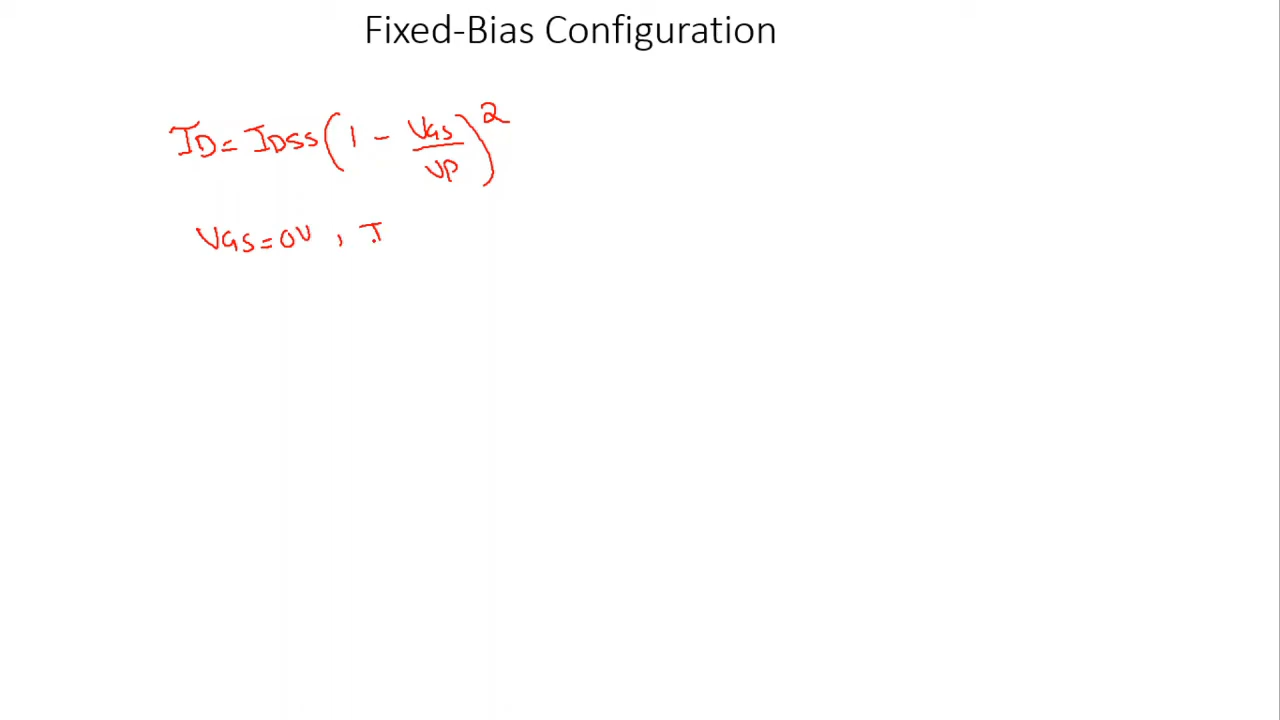 Fixed-Bias Configuration
ID = IDSS (1 - VGS/VP)²
VGS = 0V , I